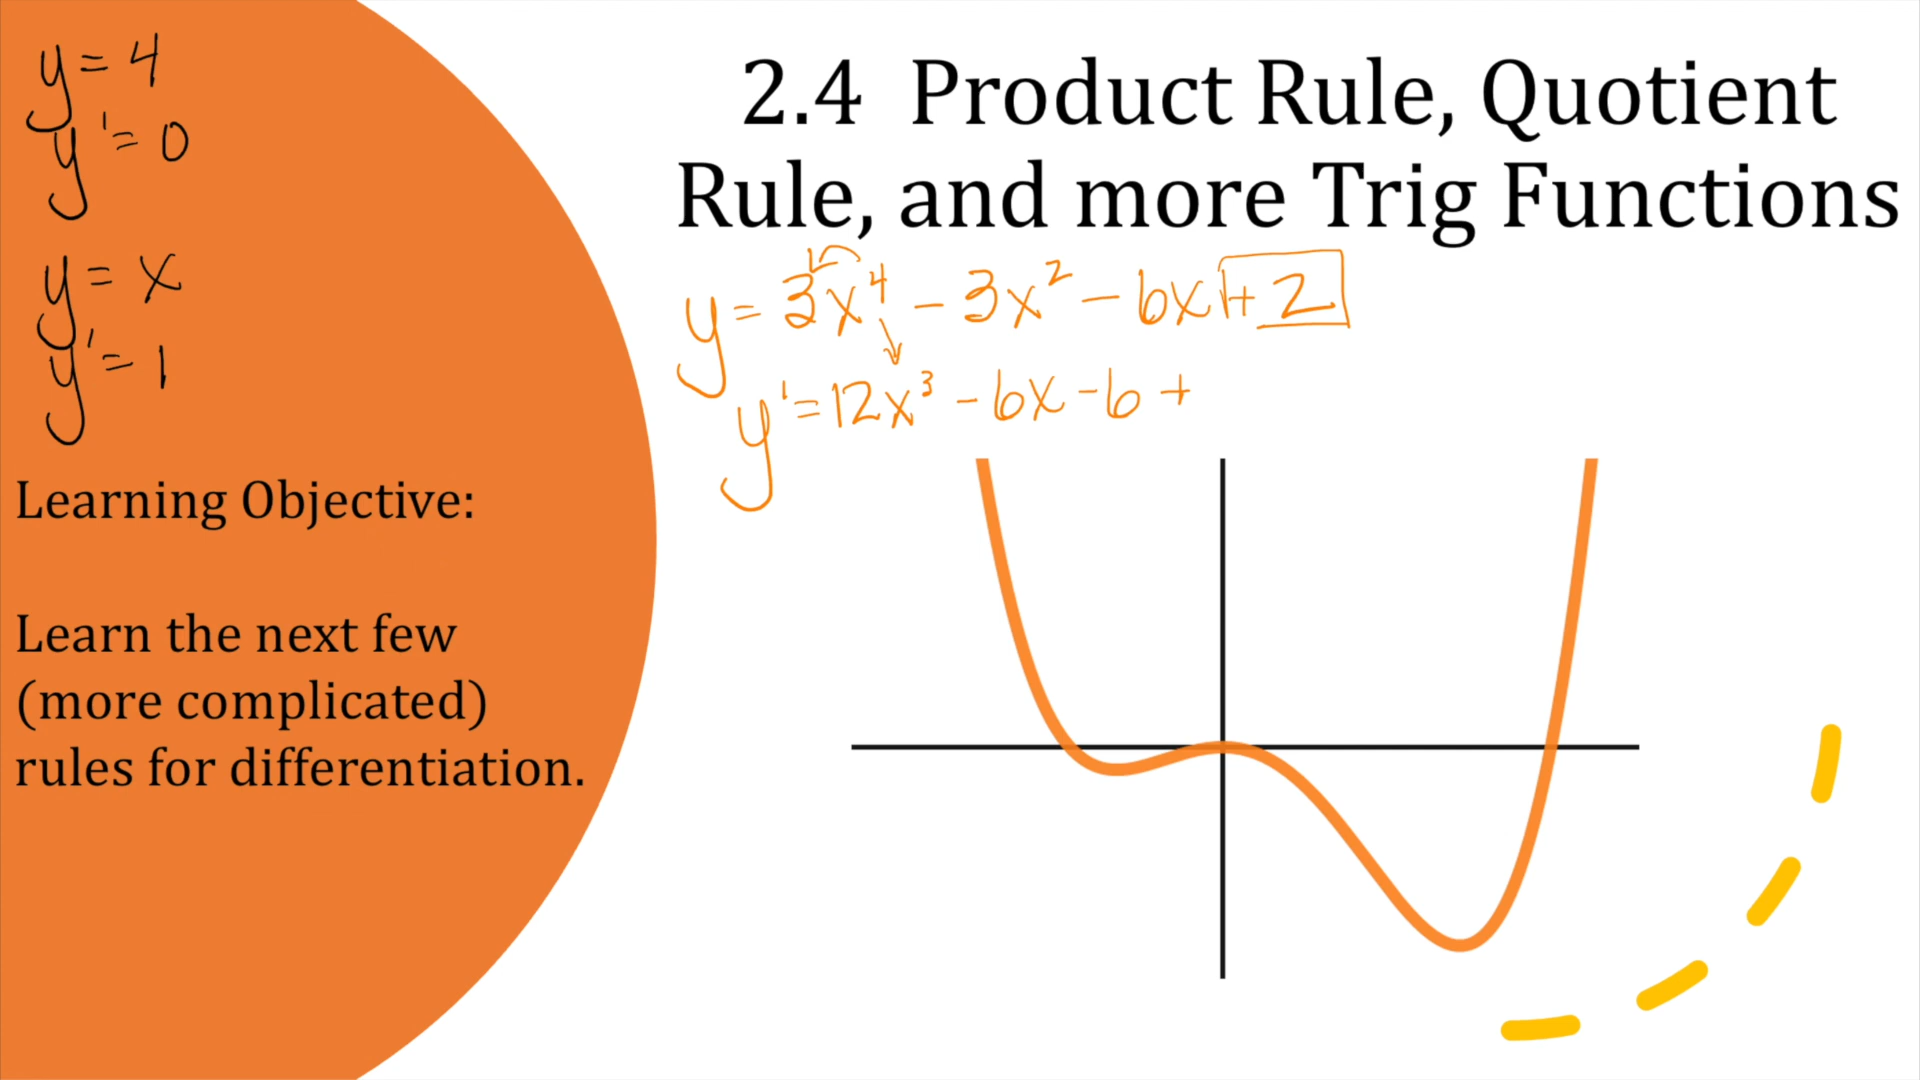 y = 4
y' = 0
y = x
y' = 1
Learning Objective:
Learn the next few
(more complicated)
rules for differentiation.
2.4 Product Rule, Quotient
Rule, and more Trig Functions
y = 3x⁴ - 3x² - 6x¹ + 2
y' = 12x³ - 6x - 6 +